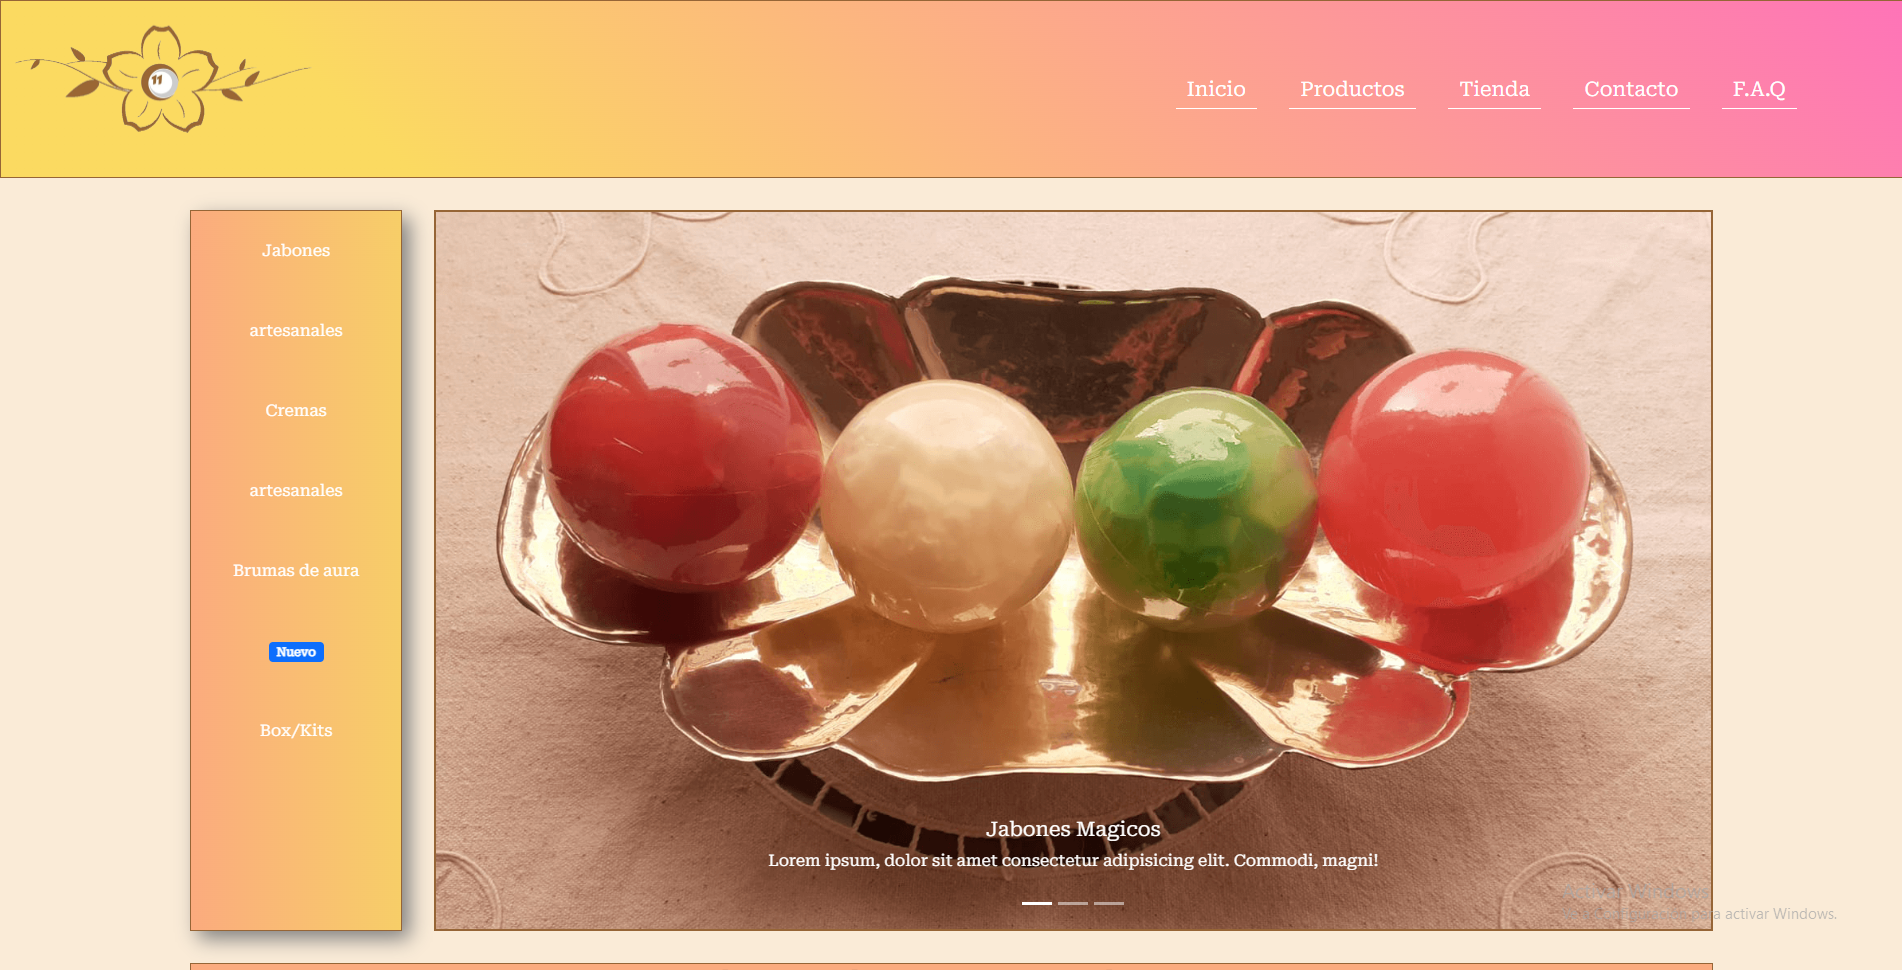 11
Inicio Productos Tienda Contacto F.A.Q
Jabones
artesanales
Cremas
artesanales
Brumas de aura
Nuevo
Box/Kits
Jabones Magicos
Lorem ipsum, dolor sit amet consectetur adipisicing elit. Commodi, magni!
activar Windows.